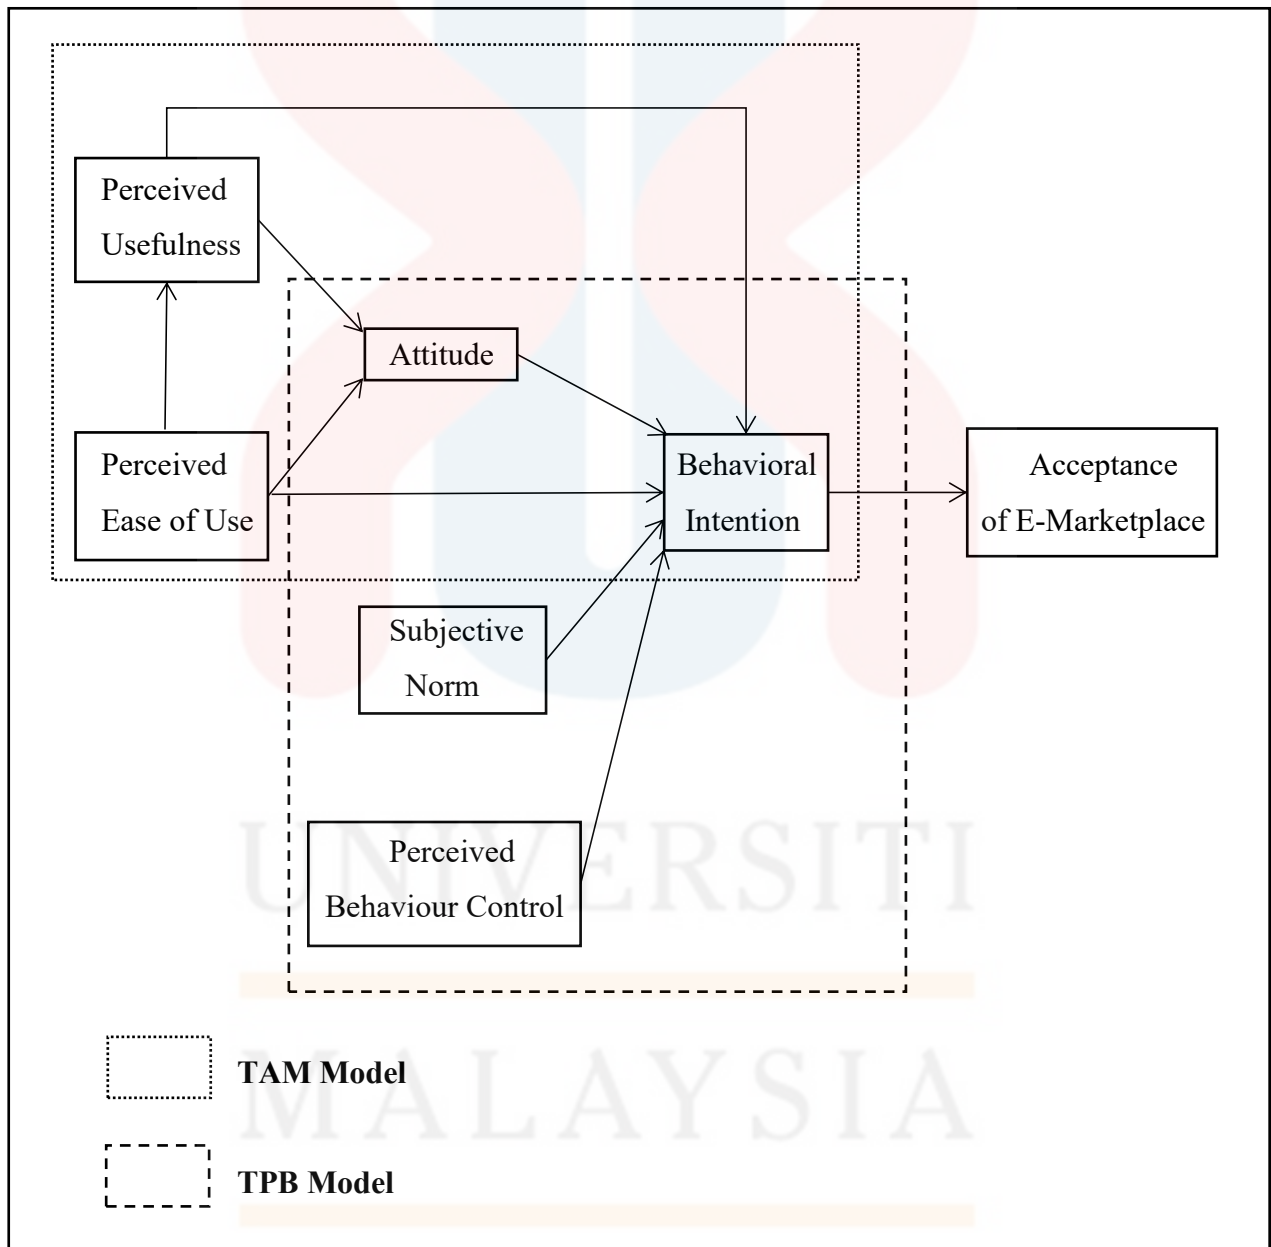 Perceived
Usefulness
Attitude
Perceived
Ease of Use
Behavioral
Intention
Acceptance
of E-Marketplace
Subjective
Norm
Perceived
Behaviour Control
UNIVERSITI
MALAYSIA
TAM Model
TPB Model